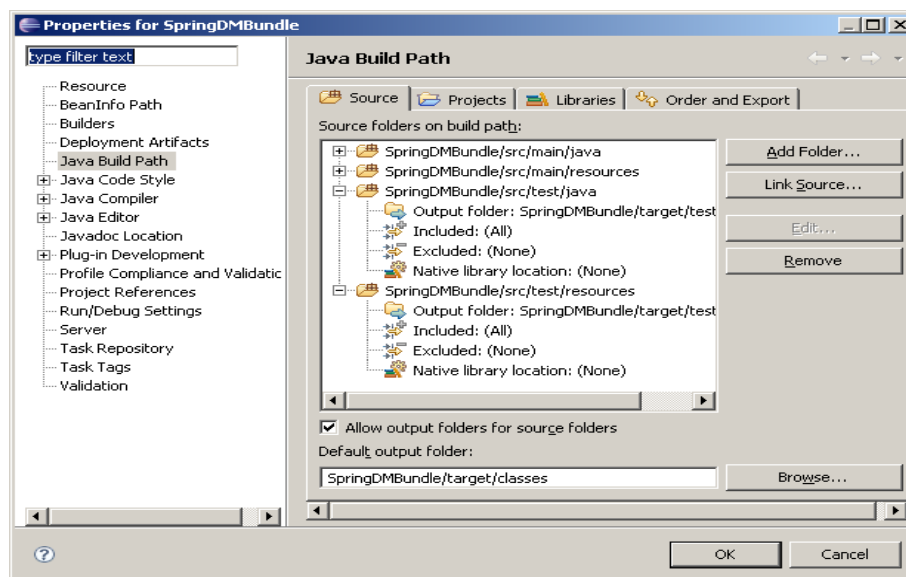 Properties for SpringDMBundle
type filter text
Resource
BeanInfo Path
Builders
Deployment Artifacts
Java Build Path
Java Code Style
Java Compiler
Java Editor
Javadoc Location
Plug-in Development
Profile Compliance and Validatic
Project References
Run/Debug Settings
Server
Task Repository
Task Tags
Validation
Java Build Path
Source Projects Libraries Order and Export
Source folders on build path:
SpringDMBundle/src/main/java
SpringDMBundle/src/main/resources
SpringDMBundle/src/test/java
Output folder: SpringDMBundle/target/test
Included: (All)
Excluded: (None)
Native library location: (None)
SpringDMBundle/src/test/resources
Output folder: SpringDMBundle/target/test
Included: (All)
Excluded: (None)
Native library location: (None)
Add Folder...
Link Source...
Edit...
Remove
Allow output folders for source folders
Default output folder:
SpringDMBundle/target/classes
Browse...
OK
Cancel